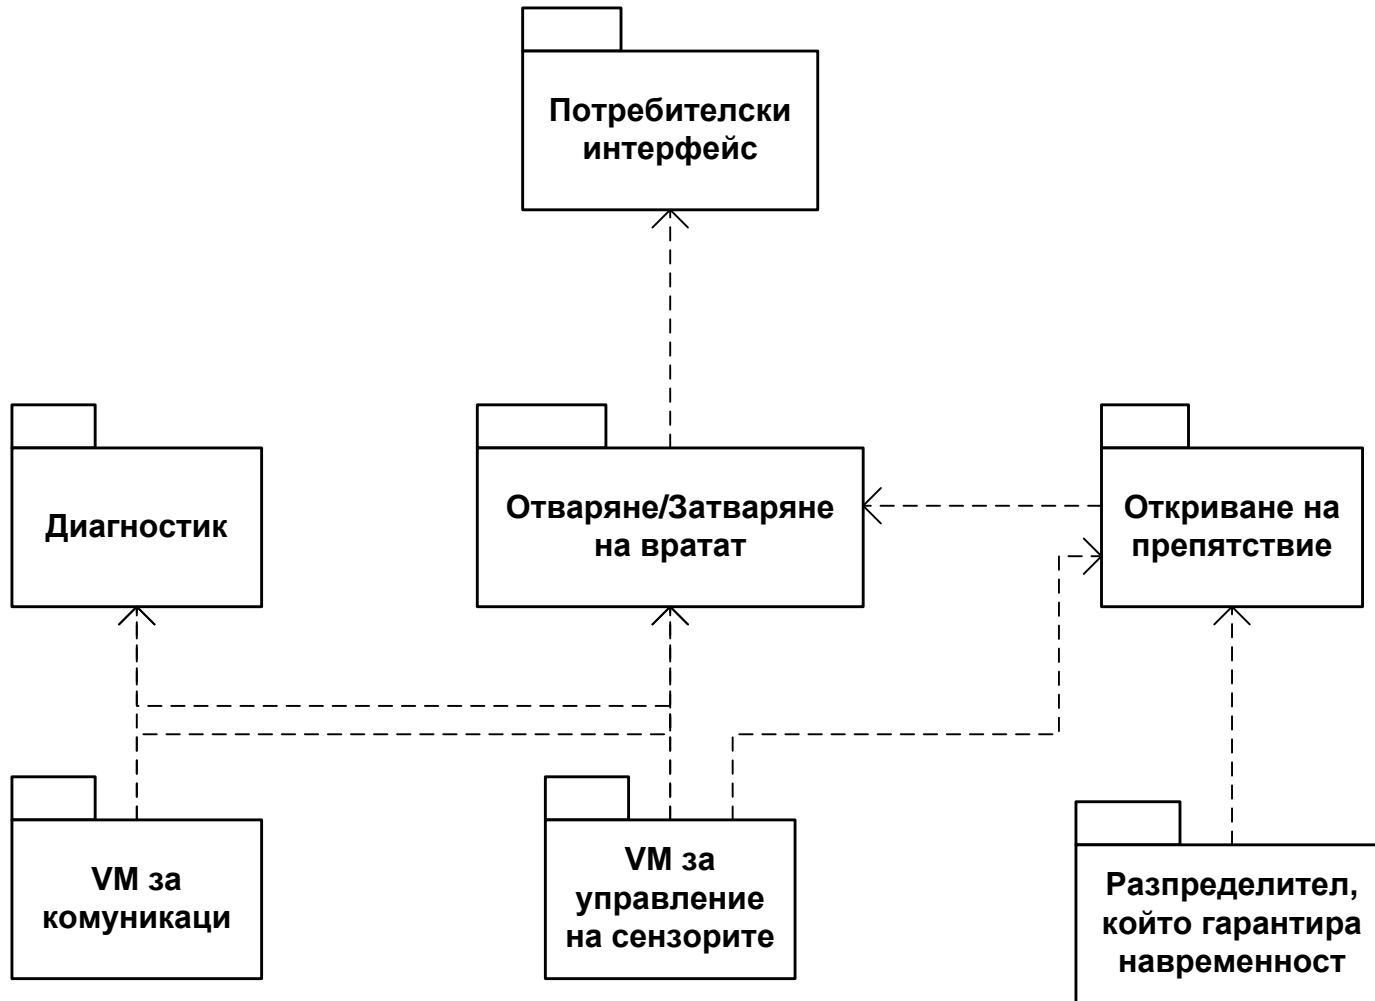 Потребителски
интерфейс
Диагностик
Отваряне/Затваряне
на вратат
Откриване на
препятствие
VM за
комуникаци
VM за
управление
на сензорите
Разпределител,
който гарантира
навременност